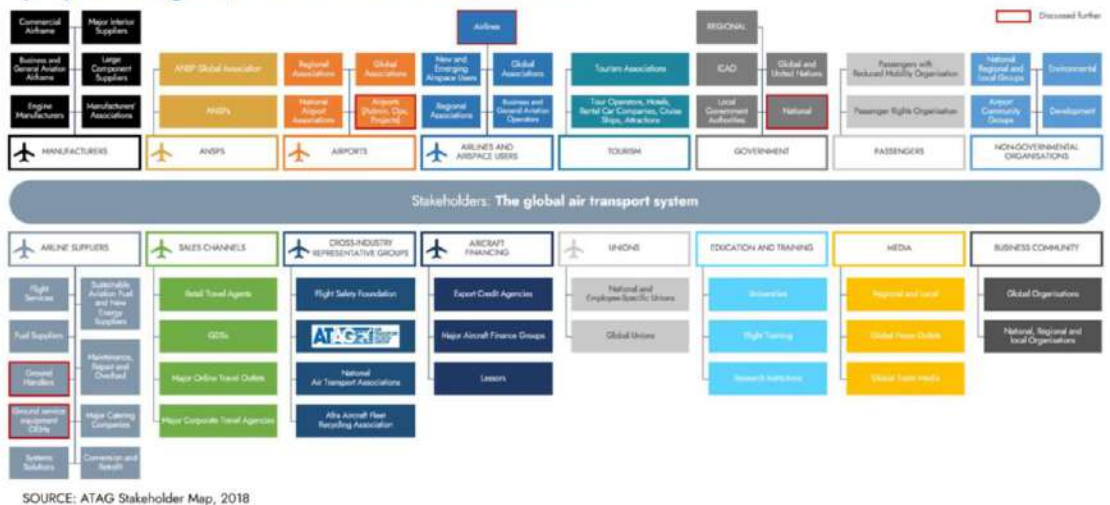 Discussed further
Commercial
Airframe
Major Interior
Suppliers
Business and
General Aviation
Airframe
Large
Component
Suppliers
Engine
Manufacturers
Manufacturers'
Associations
MANUFACTURERS
ANSP Global Association
ANSPs
ANSPS
Regional
Associations
Global
Associations
National
Airport
Associations
Airports
(Admin, Ops,
Projects)
AIRPORTS
Airlines
New and
Emerging
Airspace Users
Global
Associations
Regional
Associations
Business and
General Aviation
Operators
AIRLINES AND
AIRSPACE USERS
Tourism Associations
Tour Operators, Hotels,
Rental Car Companies, Cruise
Ships, Attractions
TOURISM
REGIONAL
ICAO
Global and
United Nations
Local
Government
Authorities
National
GOVERNMENT
Passengers with
Reduced Mobility Organisation
Passenger Rights Organisation
PASSENGERS
National
Regional and
Local Groups
Environmental
Airport
Community
Groups
Development
NON-GOVERNMENTAL
ORGANISATIONS
Stakeholders: The global air transport system
AIRLINE SUPPLIERS
Flight
Services
Sustainable
Aviation Fuel
and New
Energy
Suppliers
Fuel Suppliers
Maintenance,
Repair and
Overhaul
Ground
Handlers
Ground service
equipment
OEMs
Major Catering
Companies
Systems
Solutions
Conversion and
Retrofit
SALES CHANNELS
Retail Travel Agents
GDSs
Major Online Travel Outlets
Major Corporate Travel Agencies
CROSS-INDUSTRY
REPRESENTATIVE GROUPS
Flight Safety Foundation
ATAG
National
Air Transport Associations
Afra Aircraft Fleet
Recycling Association
AIRCRAFT
FINANCING
Export Credit Agencies
Major Aircraft Finance Groups
Lessors
UNIONS
National and
Employee-Specific Unions
Global Unions
EDUCATION AND TRAINING
Universities
Flight Training
Research Institutions
MEDIA
Regional and Local
Global Press Outlets
Global Trade Media
BUSINESS COMMUNITY
Global Organisations
National, Regional and
local Organisations
SOURCE: ATAG Stakeholder Map, 2018